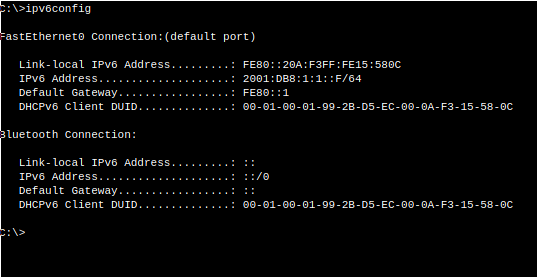 C:\>ipv6config
FastEthernet0 Connection:(default port)
Link-local IPv6 Address.........: FE80::20A:F3FF:FE15:580C
IPv6 Address....................: 2001:DB8:1:1::F/64
Default Gateway.................: FE80::1
DHCPv6 Client DUID..............: 00-01-00-01-99-2B-D5-EC-00-0A-F3-15-58-0C
Bluetooth Connection:
Link-local IPv6 Address.........: ::
IPv6 Address....................: ::/0
Default Gateway.................: ::
DHCPv6 Client DUID..............: 00-01-00-01-99-2B-D5-EC-00-0A-F3-15-58-0C
C:\>